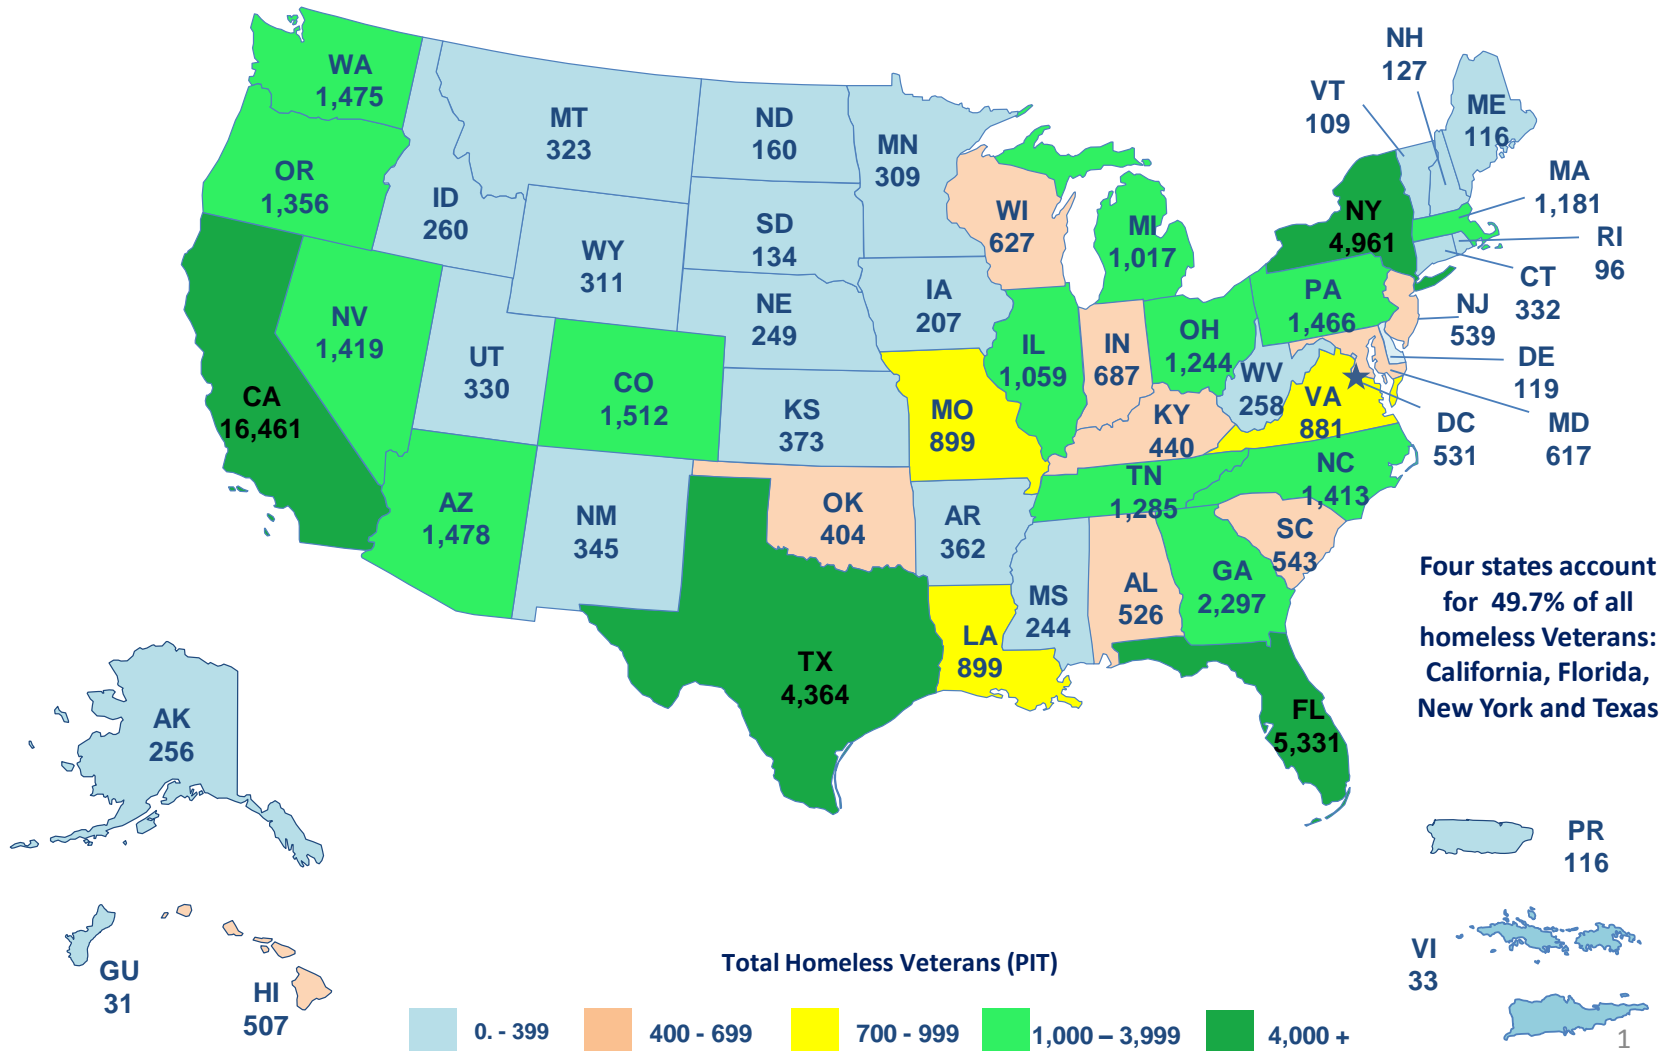 WA
1,475
OR
1,356
CA
16,461
NV
1,419
ID
260
MT
323
WY
311
UT
330
CO
1,512
AZ
1,478
NM
345
ND
160
SD
134
NE
249
KS
373
OK
404
TX
4,364
MN
309
IA
207
MO
899
AR
362
LA
899
WI
627
IL
1,059
MI
1,017
IN
687
OH
1,244
KY
440
TN
1,285
MS
244
AL
526
GA
2,297
FL
5,331
SC
543
NC
1,413
VA
881
WV
258
PA
1,466
NY
4,961
VT
109
NH
127
ME
116
MA
1,181
RI
96
CT
332
NJ
539
DE
119
MD
617
DC
531
Four states account
for 49.7% of all
homeless Veterans:
California, Florida,
New York and Texas
AK
256
GU
31
HI
507
PR
116
VI
33
Total Homeless Veterans (PIT)
0. - 399
400 - 699
700 - 999
1,000 – 3,999
4,000 +
1